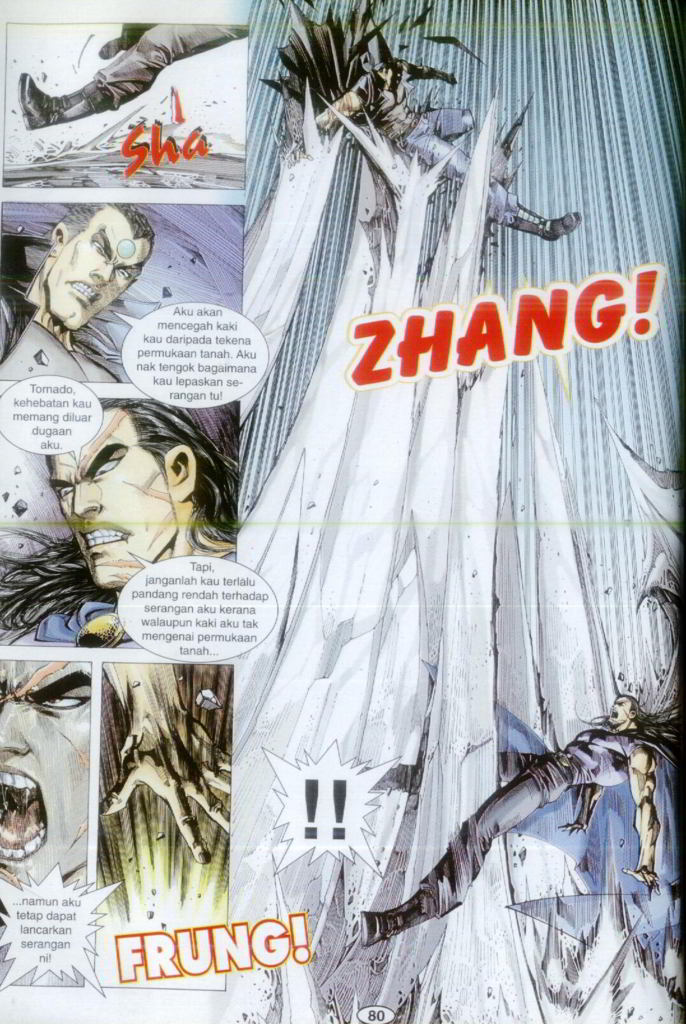 Sha
Aku akan
mencegah kaki
kau daripada tekena
permukaan tanah. Aku
nak tengok bagaimana
kau lepaskan se-
rangan tu!
Tornado,
kehebatan kau
memang diluar
dugaan
aku.
Tapi,
janganlah kau terlalu
pandang rendah terhadap
serangan aku kerana
walaupun kaki aku tak
mengenai permukaan
tanah...
...namun aku
tetap dapat
lancarkan
serangan
ni!
FRUNG!
ZHANG!
!!
80